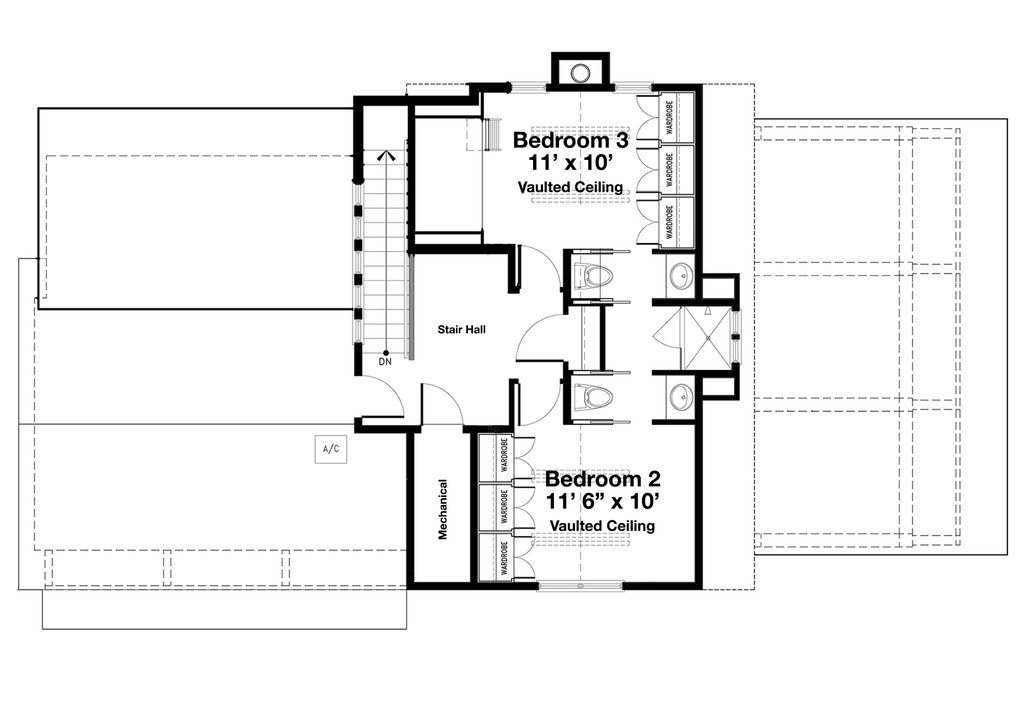 WARDROBE
Bedroom 3
11’ x 10’
Vaulted Ceiling
WARDROBE
WARDROBE
Stair Hall
DN
A/C
Mechanical
WARDROBE
WARDROBE
WARDROBE
Bedroom 2
11’ 6” x 10’
Vaulted Ceiling